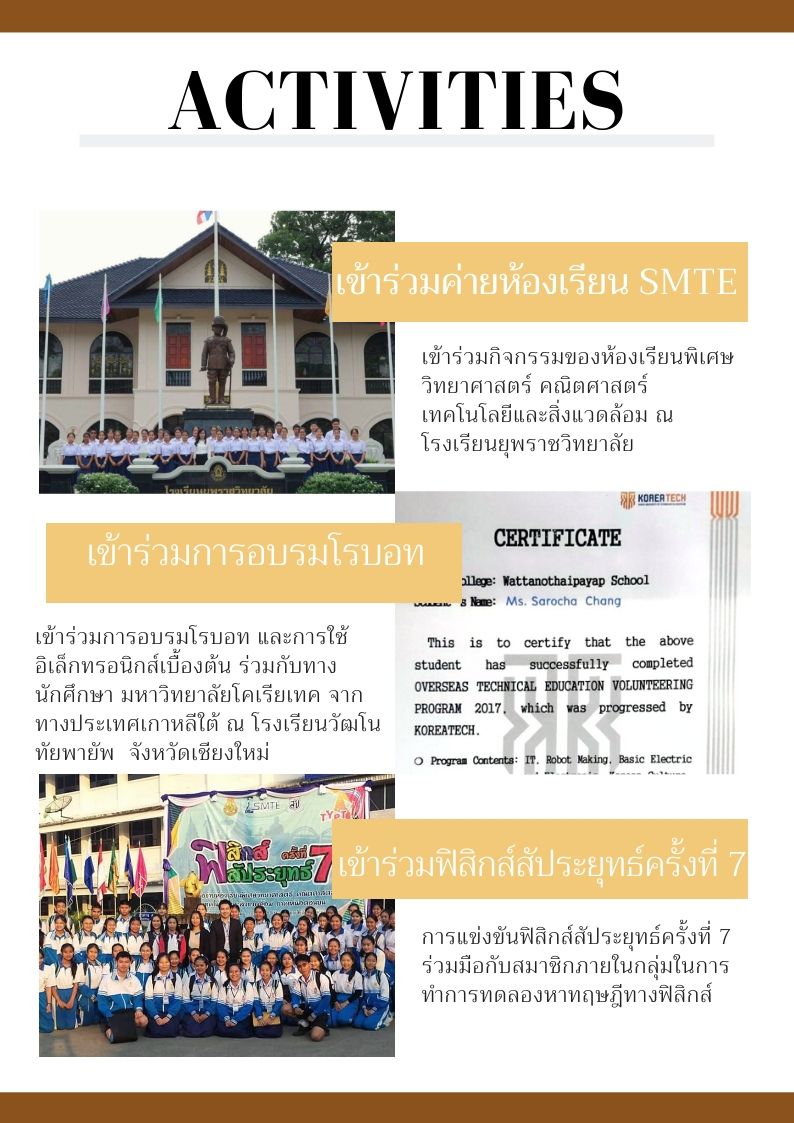 ACTIVITIES
เข้าร่วมค่ายห้องเรียน SMTE
เข้าร่วมกิจกรรมของห้องเรียนพิเศษ
วิทยาศาสตร์ คณิตศาสตร์
เทคโนโลยีและสิ่งแวดล้อม ณ
โรงเรียนยุพราชวิทยาลัย
โรงเรียนยุพราชวิทยาลัย
เข้าร่วมการอบรมโรบอท
เข้าร่วมการอบรมโรบอท และการใช้
อิเล็กทรอนิกส์เบื้องต้น ร่วมกับทาง
นักศึกษา มหาวิทยาลัยโคเรียเทค จาก
ทางประเทศเกาหลีใต้ ณ โรงเรียนวัฒโน
ทัยพายัพ จังหวัดเชียงใหม่
KOREATECH
CERTIFICATE
ollege: Wattanothaipayap School
Student's Name: Ms. Sarocha Chang
This is to certify that the above
student has successfully completed
OVERSEAS TECHNICAL EDUCATION VOLUNTEERING
PROGRAM 2017, which was progressed by
KOREATECH.
○ Program Contents: IT, Robot Making, Basic Electric
SMTE
ฟิสิกส์ ครั้งที่ 7
สัประยุทธ์
เข้าร่วมฟิสิกส์สัประยุทธ์ครั้งที่ 7
การแข่งขันฟิสิกส์สัประยุทธ์ครั้งที่ 7
ร่วมมือกับสมาชิกภายในกลุ่มในการ
ทำการทดลองหาทฤษฎีทางฟิสิกส์